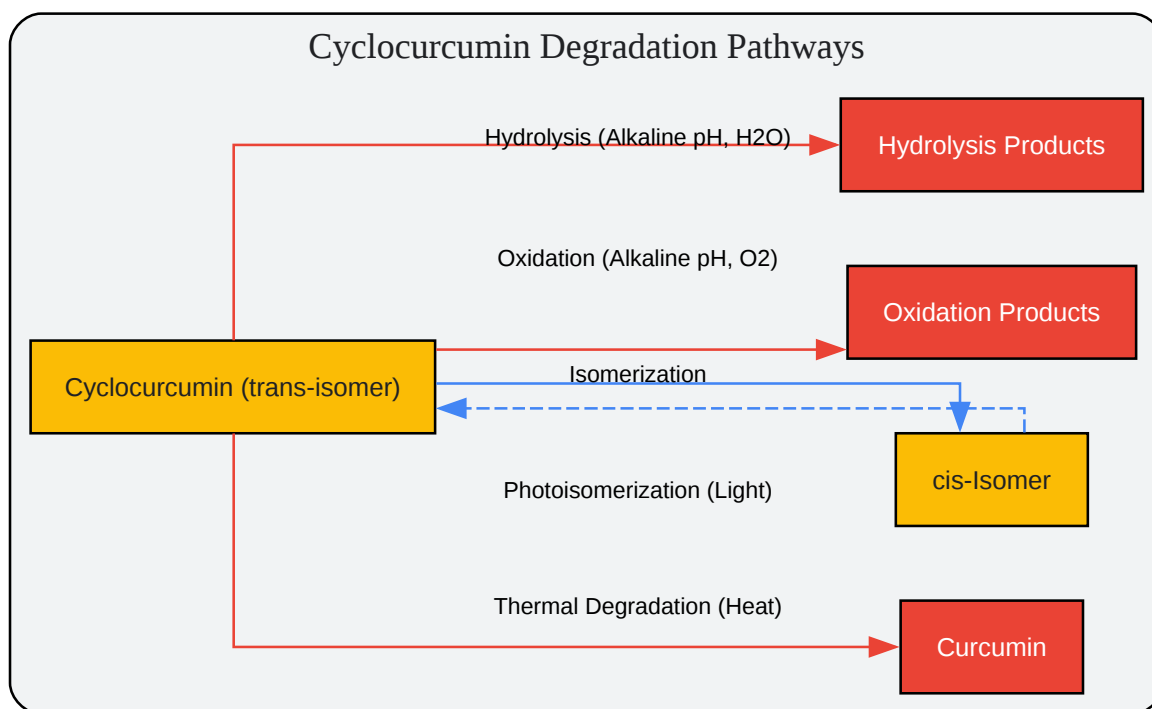 Cyclocurcumin Degradation Pathways
Hydrolysis (Alkaline pH, H2O)
Hydrolysis Products
Oxidation (Alkaline pH, O2)
Oxidation Products
Cyclocurcumin (trans-isomer)
Isomerization
cis-Isomer
Photoisomerization (Light)
Thermal Degradation (Heat)
Curcumin